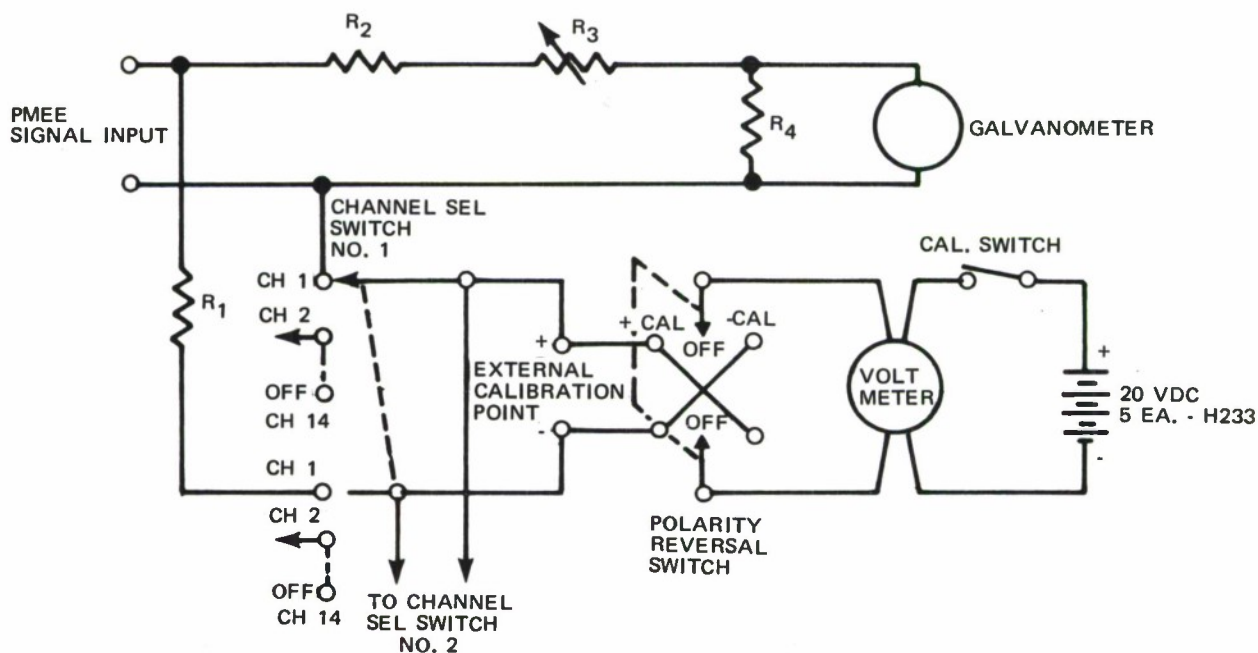 R2
R3
PMEE
SIGNAL INPUT
R4
GALVANOMETER
CHANNEL SEL
SWITCH
NO. 1
CAL. SWITCH
CH 1
R1
CH 2
+ CAL
-CAL
+
OFF
+
OFF
CH 14
EXTERNAL
CALIBRATION
POINT
VOLT
METER
20 VDC
5 EA. - H233
-
OFF
-
CH 1
CH 2
POLARITY
REVERSAL
SWITCH
OFF
CH 14
TO CHANNEL
SEL SWITCH
NO. 2